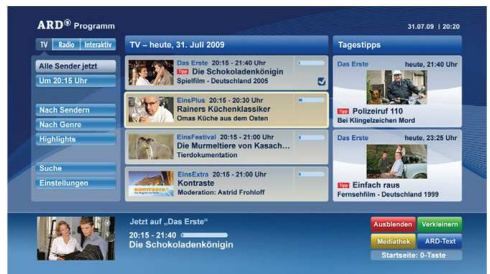 ARD® Programm
31.07.09 | 20:20
TV Radio Interaktiv
TV – heute, 31. Juli 2009
Tagestipps
Alle Sender jetzt
Um 20:15 Uhr
Nach Sendern
Nach Genre
Highlights
Suche
Einstellungen
Das Erste 20:15 - 21:40 Uhr
Tipp Die Schokoladenkönigin
Spielfilm - Deutschland 2005
EinsPlus 20:15 - 20:30 Uhr
Rainers Küchenklassiker
Omas Küche aus dem Osten
EinsFestival 20:15 - 21:00 Uhr
Die Murmeltiere von Kasach...
Tierdokumentation
EinsExtra 20:15 - 21:00 Uhr
Kontraste
Moderation: Astrid Frohloff
Das Erste heute, 21:40 Uhr
Tipp Polizeiruf 110
Bei Klingelzeichen Mord
Das Erste heute, 23:25 Uhr
Tipp Einfach raus
Fernsehfilm - Deutschland 1999
Jetzt auf „Das Erste“
20:15 - 21:40
Die Schokoladenkönigin
Ausblenden Verkleinern
Mediathek ARD-Text
Startseite: 0-Taste